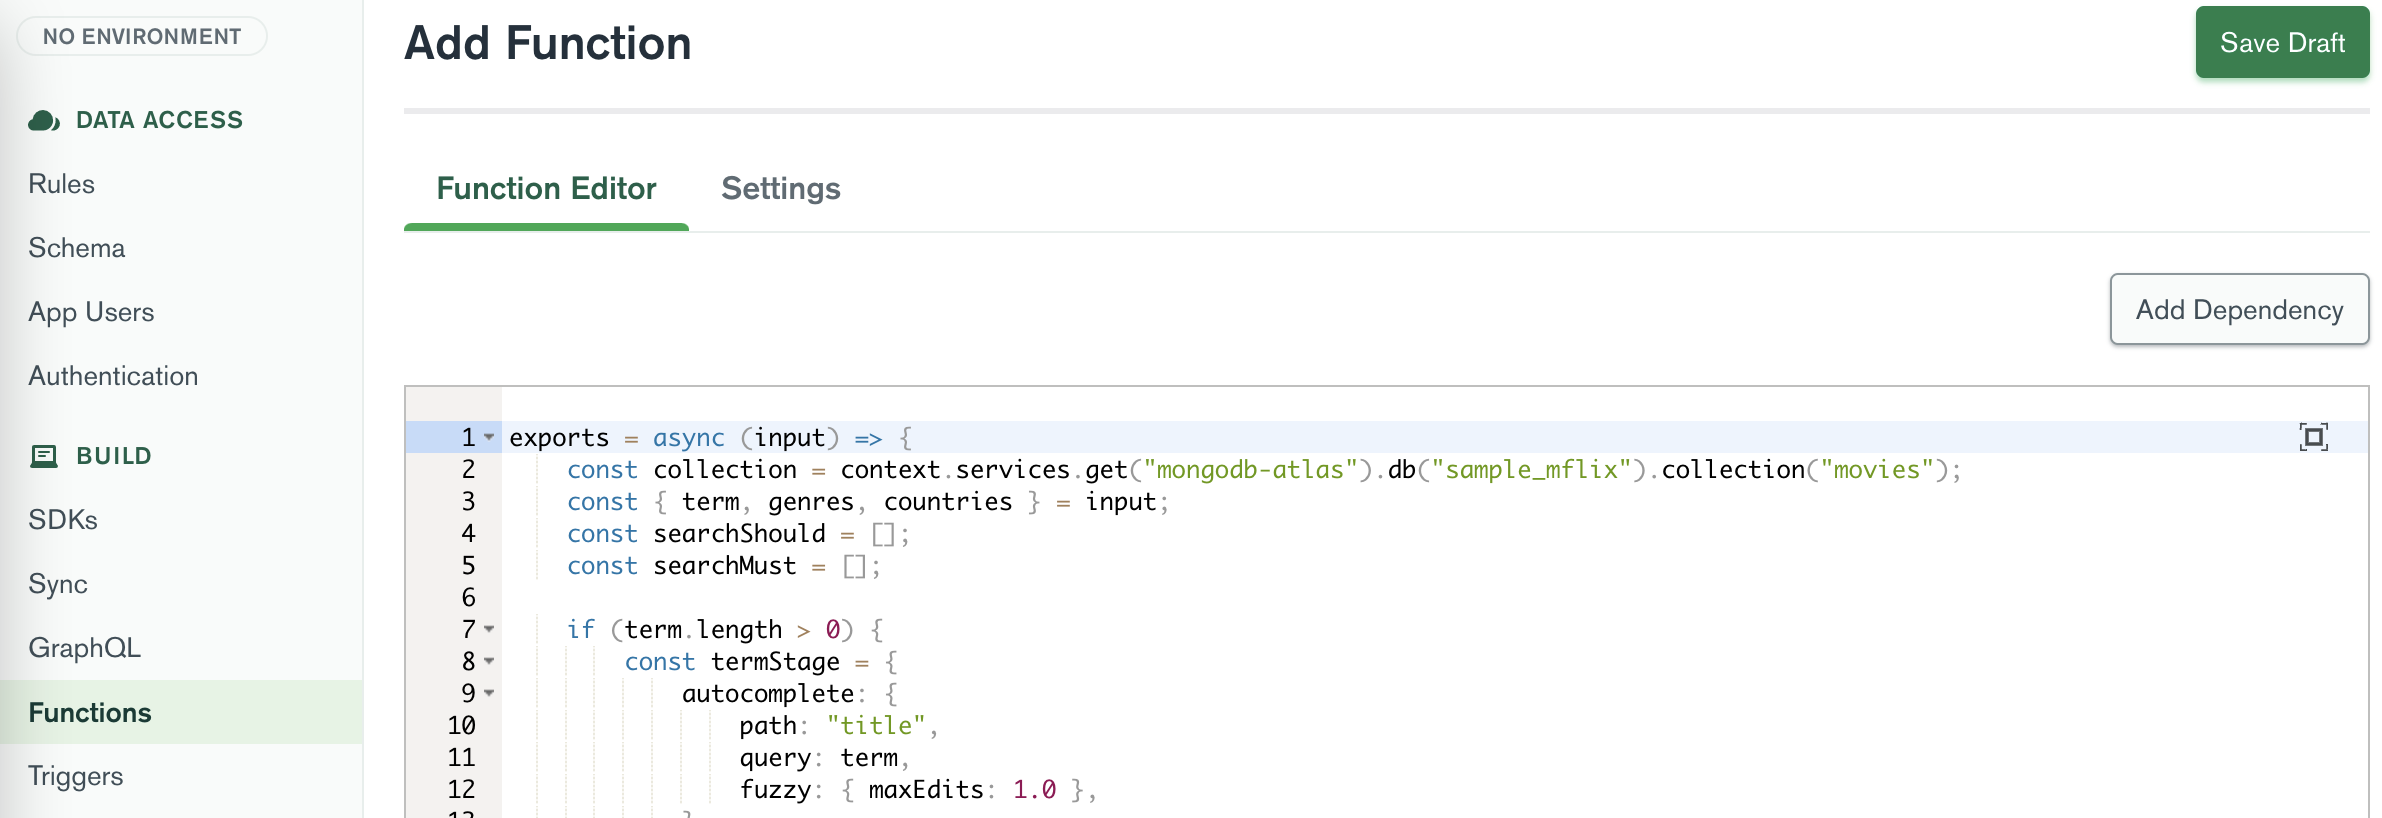 NO ENVIRONMENT
DATA ACCESS
Rules
Schema
App Users
Authentication
BUILD
SDKs
Sync
GraphQL
Functions
Triggers
Add Function
Save Draft
Function Editor
Settings
Add Dependency
1 exports = async (input) => {
2     const collection = context.services.get("mongodb-atlas").db("sample_mflix").collection("movies");
3     const { term, genres, countries } = input;
4     const searchShould = [];
5     const searchMust = [];
6
7     if (term.length > 0) {
8         const termStage = {
9             autocomplete: {
10                 path: "title",
11                 query: term,
12                 fuzzy: { maxEdits: 1.0 },